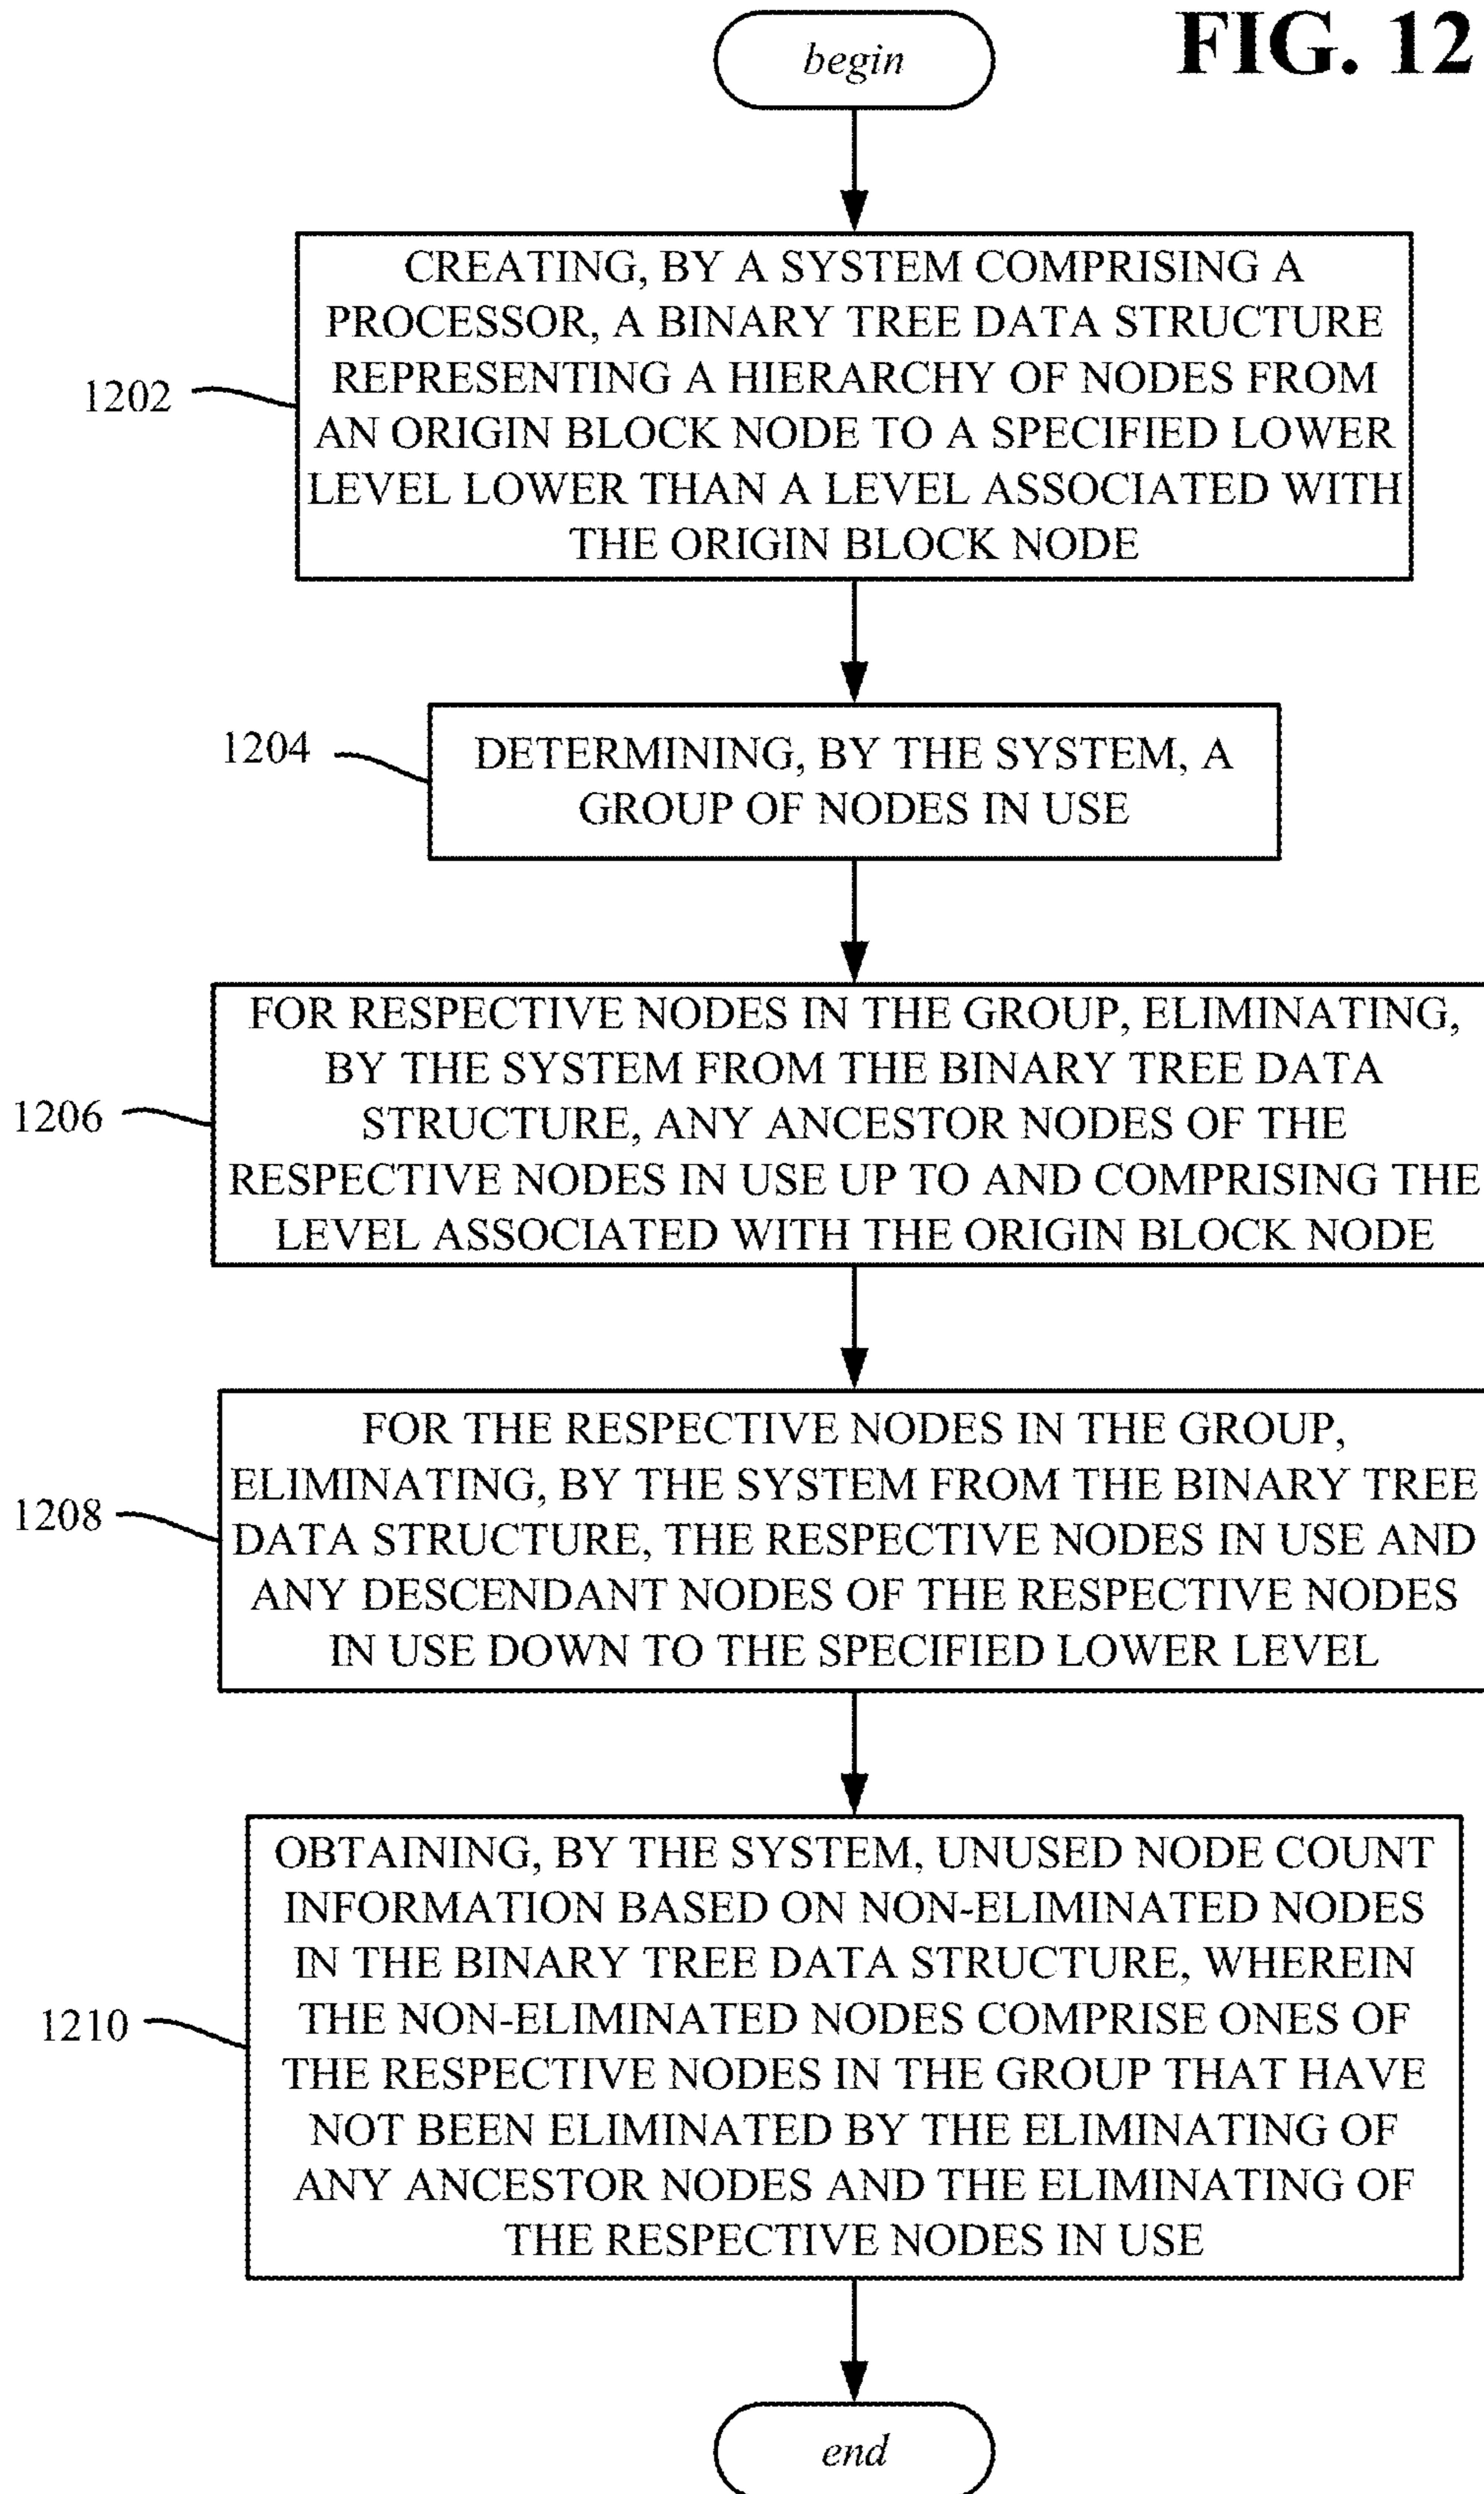 FIG. 12
begin
CREATING, BY A SYSTEM COMPRISING A
PROCESSOR, A BINARY TREE DATA STRUCTURE
REPRESENTING A HIERARCHY OF NODES FROM
AN ORIGIN BLOCK NODE TO A SPECIFIED LOWER
LEVEL LOWER THAN A LEVEL ASSOCIATED WITH
THE ORIGIN BLOCK NODE
1202
DETERMINING, BY THE SYSTEM, A
GROUP OF NODES IN USE
1204
FOR RESPECTIVE NODES IN THE GROUP, ELIMINATING,
BY THE SYSTEM FROM THE BINARY TREE DATA
STRUCTURE, ANY ANCESTOR NODES OF THE
RESPECTIVE NODES IN USE UP TO AND COMPRISING THE
LEVEL ASSOCIATED WITH THE ORIGIN BLOCK NODE
1206
FOR THE RESPECTIVE NODES IN THE GROUP,
ELIMINATING, BY THE SYSTEM FROM THE BINARY TREE
DATA STRUCTURE, THE RESPECTIVE NODES IN USE AND
ANY DESCENDANT NODES OF THE RESPECTIVE NODES
IN USE DOWN TO THE SPECIFIED LOWER LEVEL
1208
OBTAINING, BY THE SYSTEM, UNUSED NODE COUNT
INFORMATION BASED ON NON-ELIMINATED NODES
IN THE BINARY TREE DATA STRUCTURE, WHEREIN
THE NON-ELIMINATED NODES COMPRISE ONES OF
THE RESPECTIVE NODES IN THE GROUP THAT HAVE
NOT BEEN ELIMINATED BY THE ELIMINATING OF
ANY ANCESTOR NODES AND THE ELIMINATING OF
THE RESPECTIVE NODES IN USE
1210
end